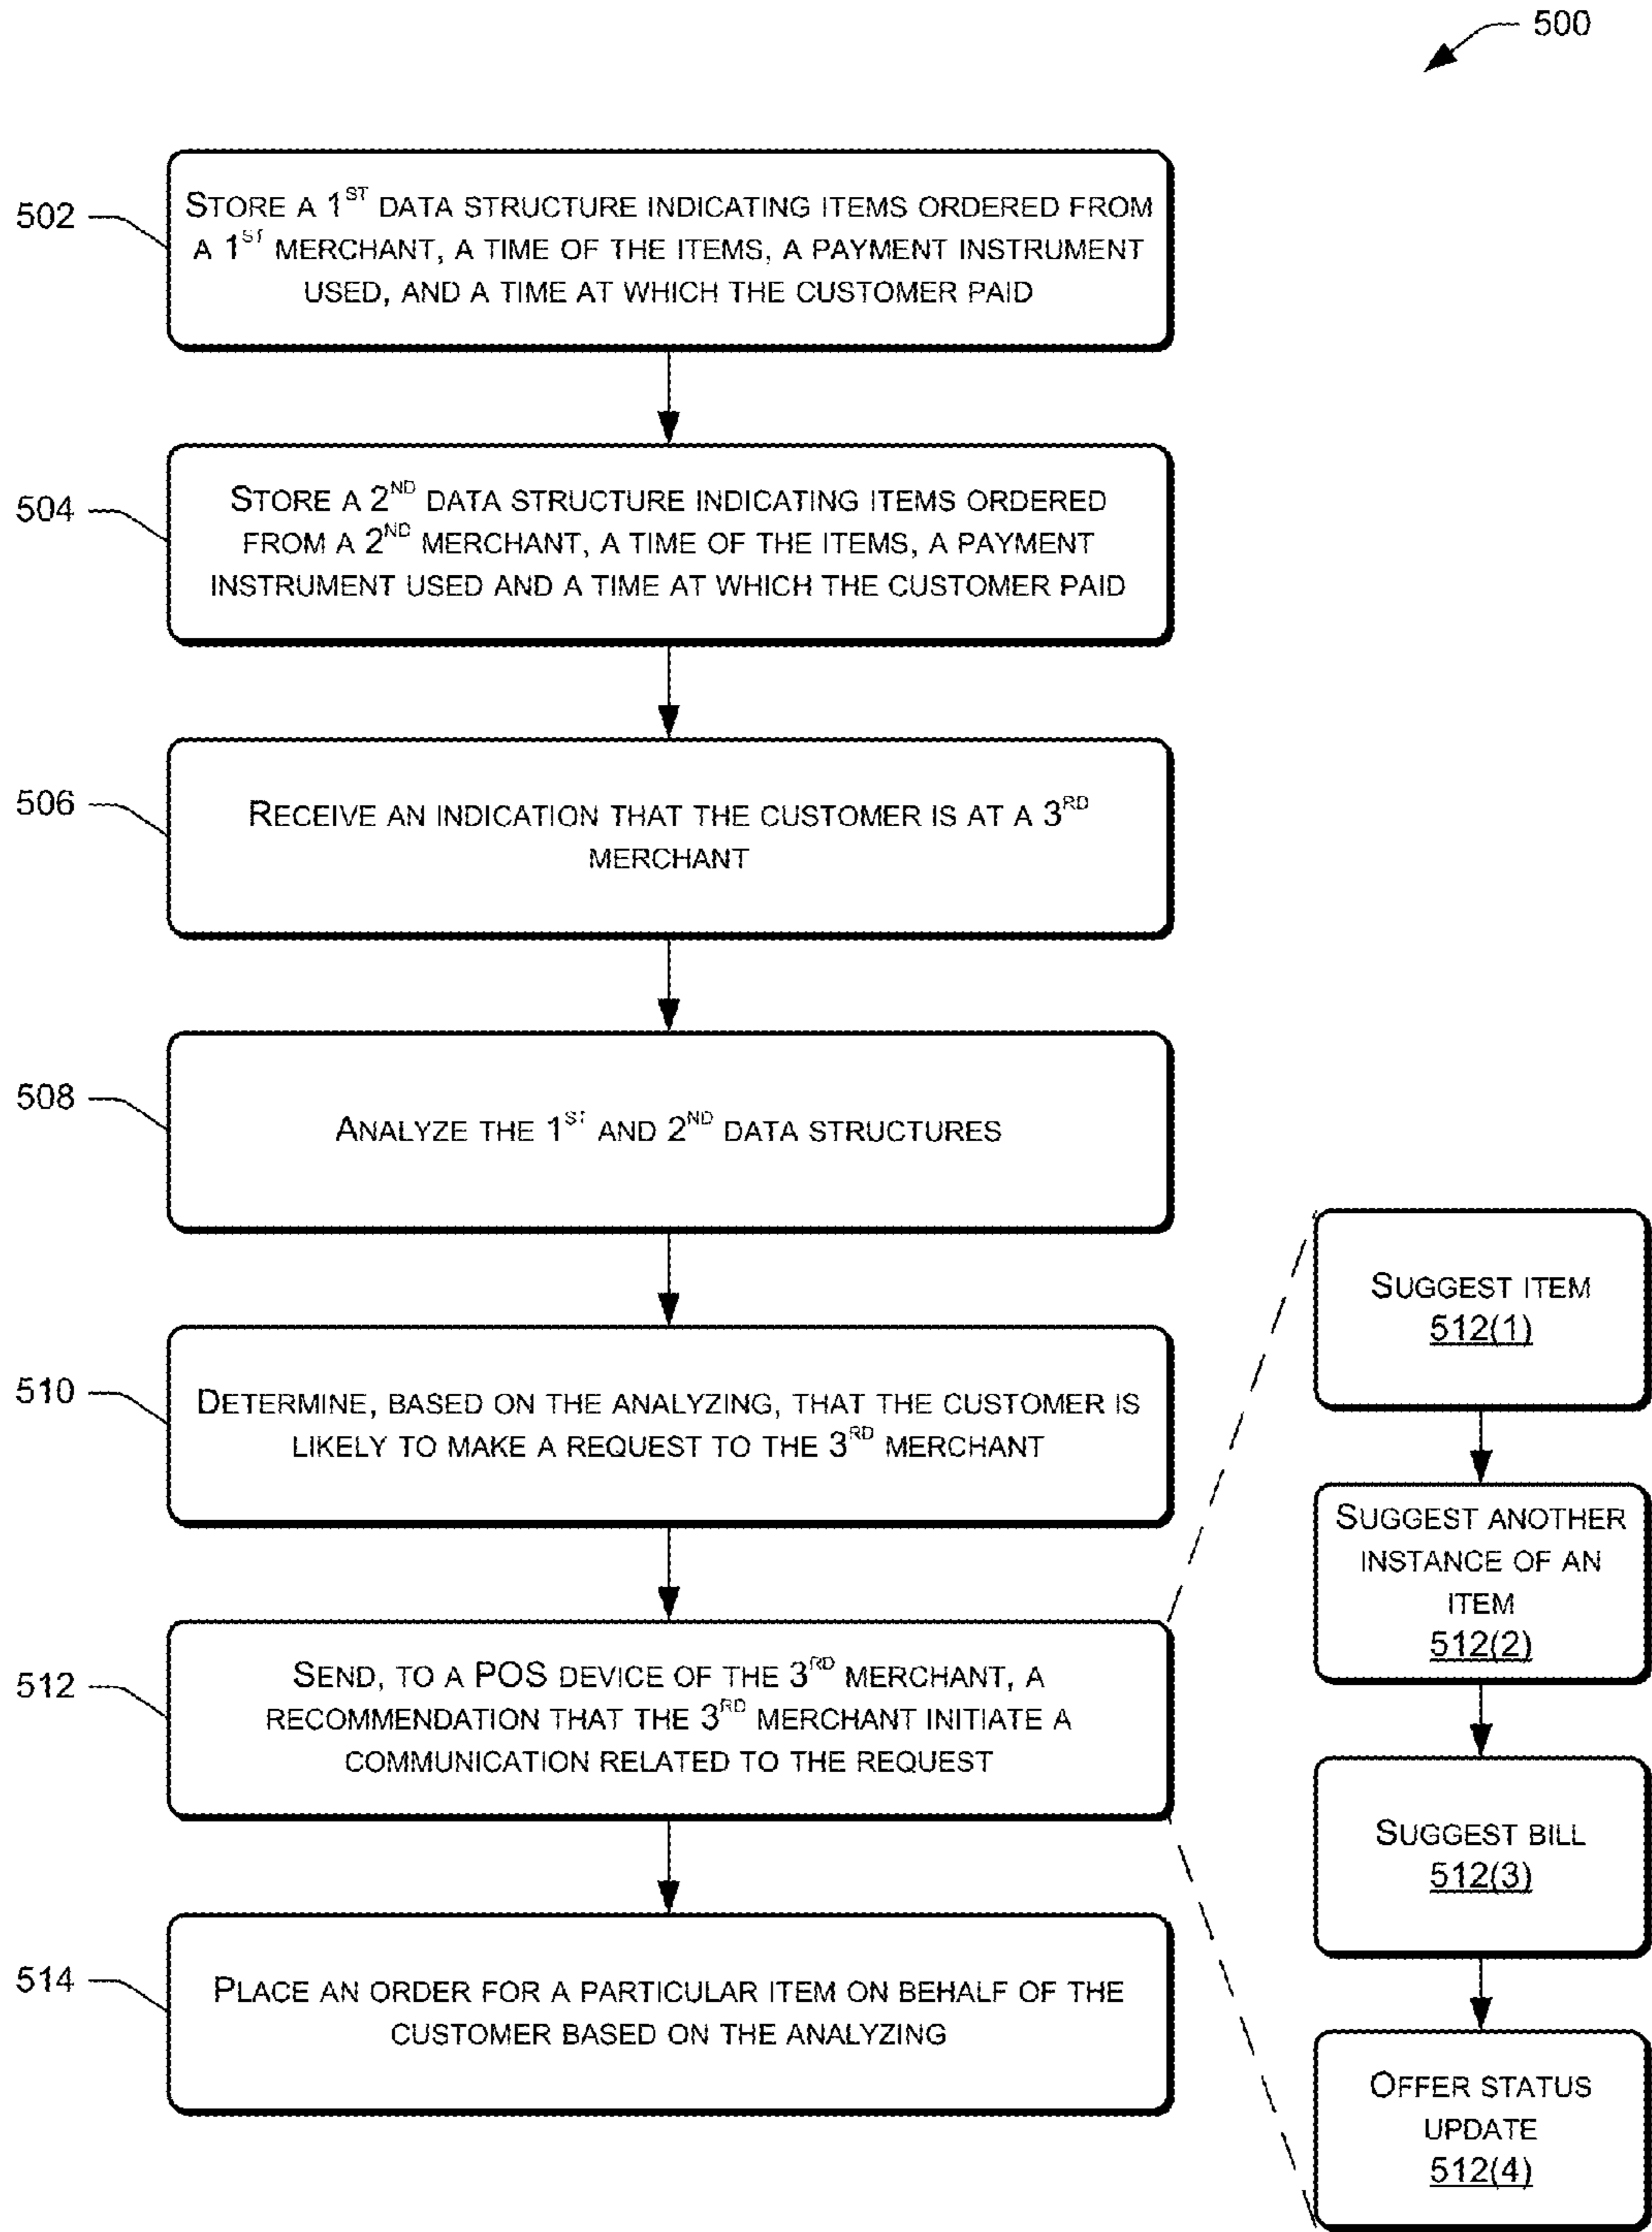 500
502
STORE A 1ST DATA STRUCTURE INDICATING ITEMS ORDERED FROM
A 1ST MERCHANT, A TIME OF THE ITEMS, A PAYMENT INSTRUMENT
USED, AND A TIME AT WHICH THE CUSTOMER PAID
504
STORE A 2ND DATA STRUCTURE INDICATING ITEMS ORDERED
FROM A 2ND MERCHANT, A TIME OF THE ITEMS, A PAYMENT
INSTRUMENT USED AND A TIME AT WHICH THE CUSTOMER PAID
506
RECEIVE AN INDICATION THAT THE CUSTOMER IS AT A 3RD
MERCHANT
508
ANALYZE THE 1ST AND 2ND DATA STRUCTURES
510
DETERMINE, BASED ON THE ANALYZING, THAT THE CUSTOMER IS
LIKELY TO MAKE A REQUEST TO THE 3RD MERCHANT
512
SEND, TO A POS DEVICE OF THE 3RD MERCHANT, A
RECOMMENDATION THAT THE 3RD MERCHANT INITIATE A
COMMUNICATION RELATED TO THE REQUEST
514
PLACE AN ORDER FOR A PARTICULAR ITEM ON BEHALF OF THE
CUSTOMER BASED ON THE ANALYZING
SUGGEST ITEM
512(1)
SUGGEST ANOTHER
INSTANCE OF AN
ITEM
512(2)
SUGGEST BILL
512(3)
OFFER STATUS
UPDATE
512(4)